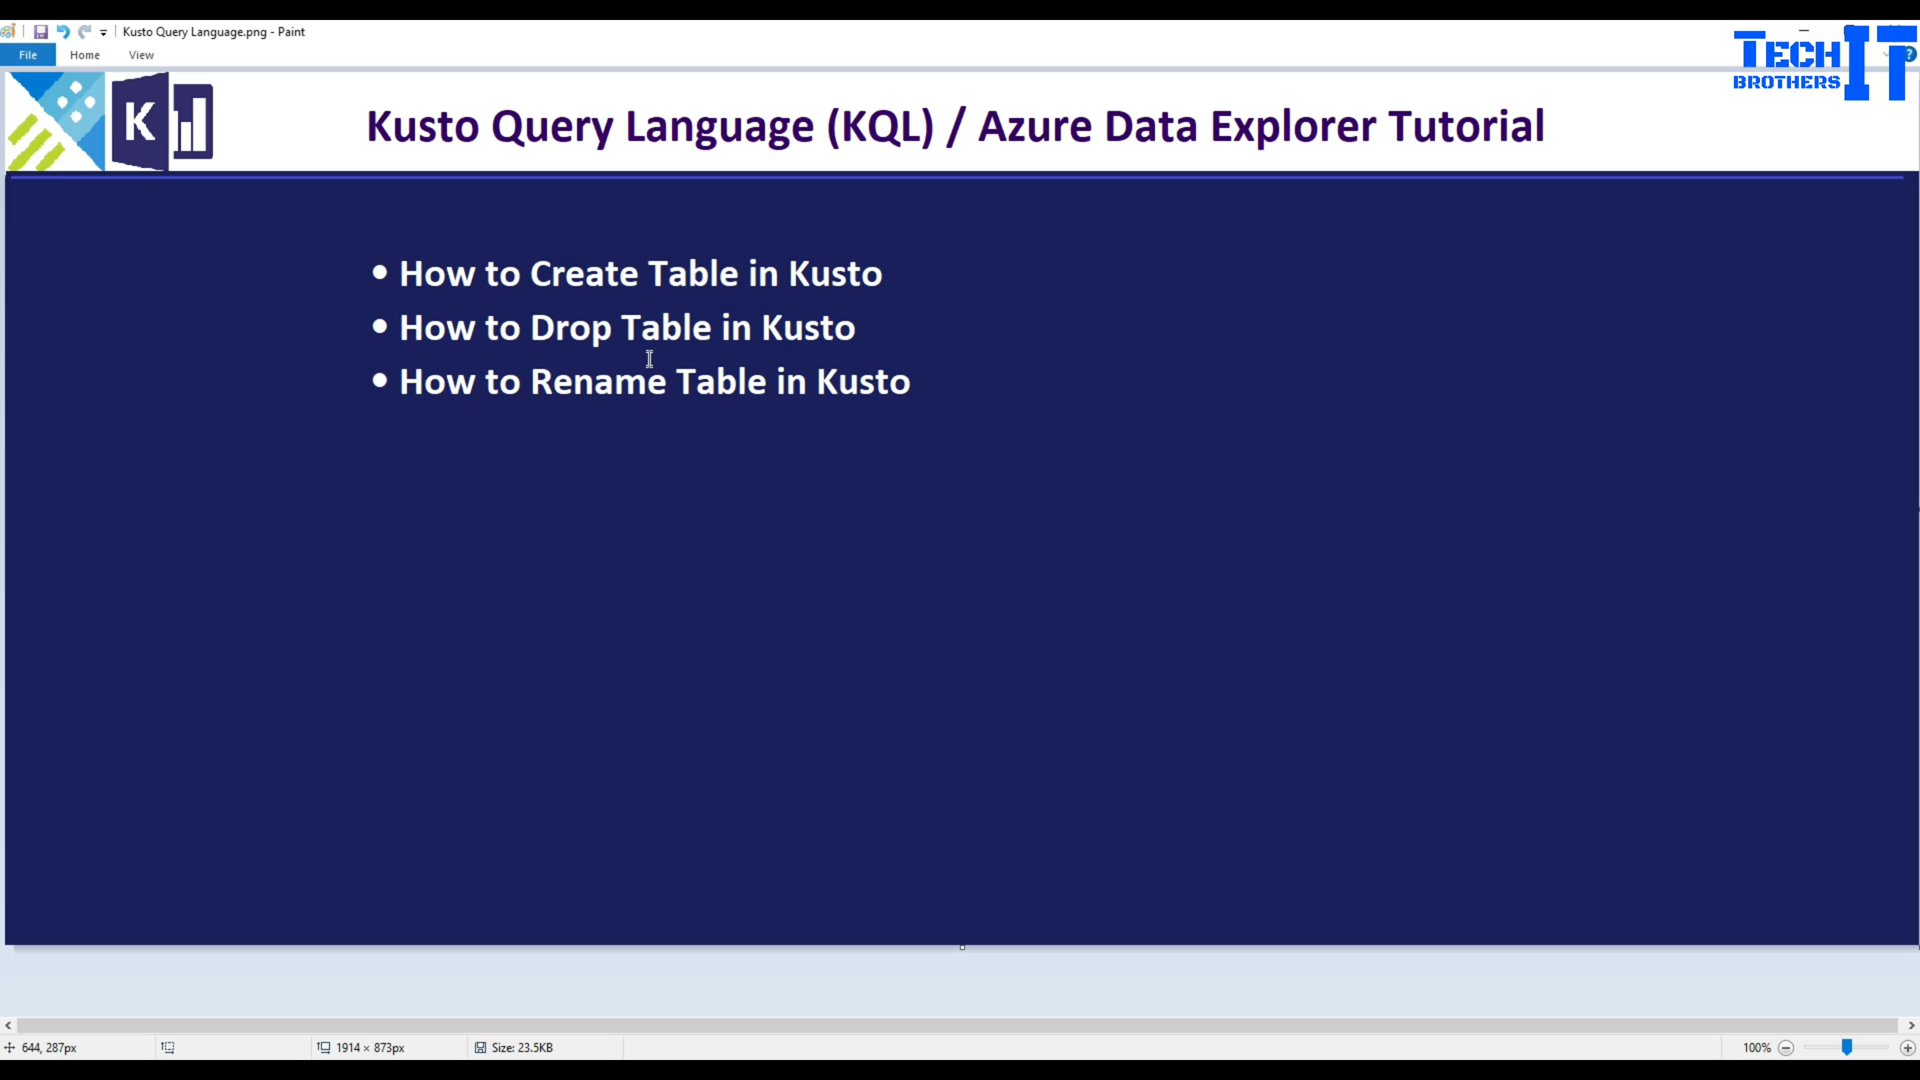 Kusto Query Language.png - Paint
File Home View
TECH IT
BROTHERS
K
Kusto Query Language (KQL) / Azure Data Explorer Tutorial
• How to Create Table in Kusto
• How to Drop Table in Kusto
• How to Rename Table in Kusto
644, 287px 1914 × 873px Size: 23.5KB 100%